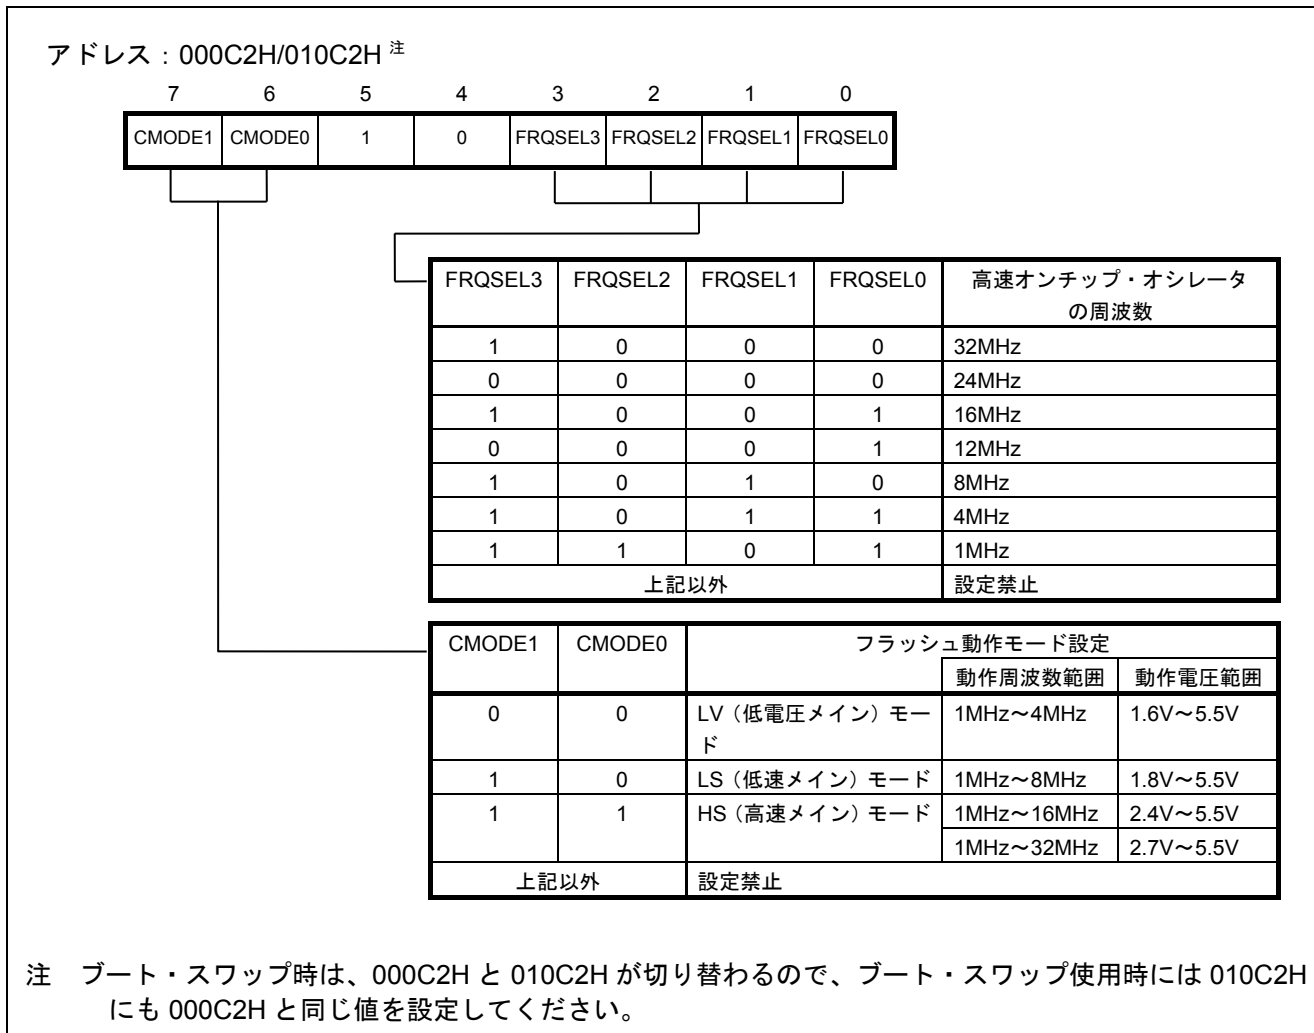 アドレス：000C2H/010C2H 注
7 6 5 4 3 2 1 0
CMODE1 CMODE0 1 0 FRQSEL3 FRQSEL2 FRQSEL1 FRQSEL0
FRQSEL3 FRQSEL2 FRQSEL1 FRQSEL0 高速オンチップ・オシレータ
の周波数
1 0 0 0 32MHz
0 0 0 0 24MHz
1 0 0 1 16MHz
0 0 0 1 12MHz
1 0 1 0 8MHz
1 0 1 1 4MHz
1 1 0 1 1MHz
上記以外 設定禁止
CMODE1 CMODE0 フラッシュ動作モード設定
動作周波数範囲 動作電圧範囲
0 0 LV（低電圧メイン）モー 1MHz～4MHz 1.6V～5.5V
ド
1 0 LS（低速メイン）モード 1MHz～8MHz 1.8V～5.5V
1 1 HS（高速メイン）モード 1MHz～16MHz 2.4V～5.5V
1MHz～32MHz 2.7V～5.5V
上記以外 設定禁止
注 ブート・スワップ時は、000C2H と 010C2H が切り替わるので、ブート・スワップ使用時には 010C2H
にも 000C2H と同じ値を設定してください。